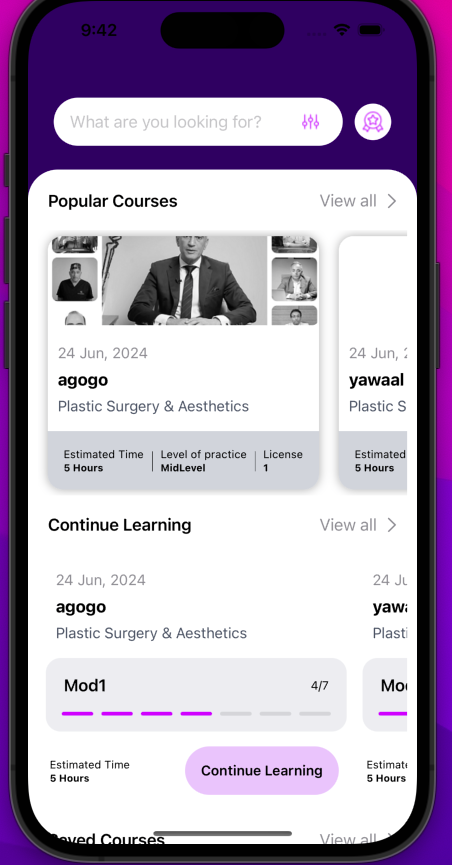 9:42
What are you looking for?
Popular Courses
View all
24 Jun, 2024
agogo
Plastic Surgery & Aesthetics
Estimated Time
5 Hours
Level of practice
MidLevel
License
1
24 Jun, 2
yawaal
Plastic S
Estimated
5 Hours
Continue Learning
View all
24 Jun, 2024
agogo
Plastic Surgery & Aesthetics
Mod1
4/7
Estimated Time
5 Hours
Continue Learning
24 Ju
yawa
Plasti
Mo
Estimate
5 Hours
Saved Courses
View all